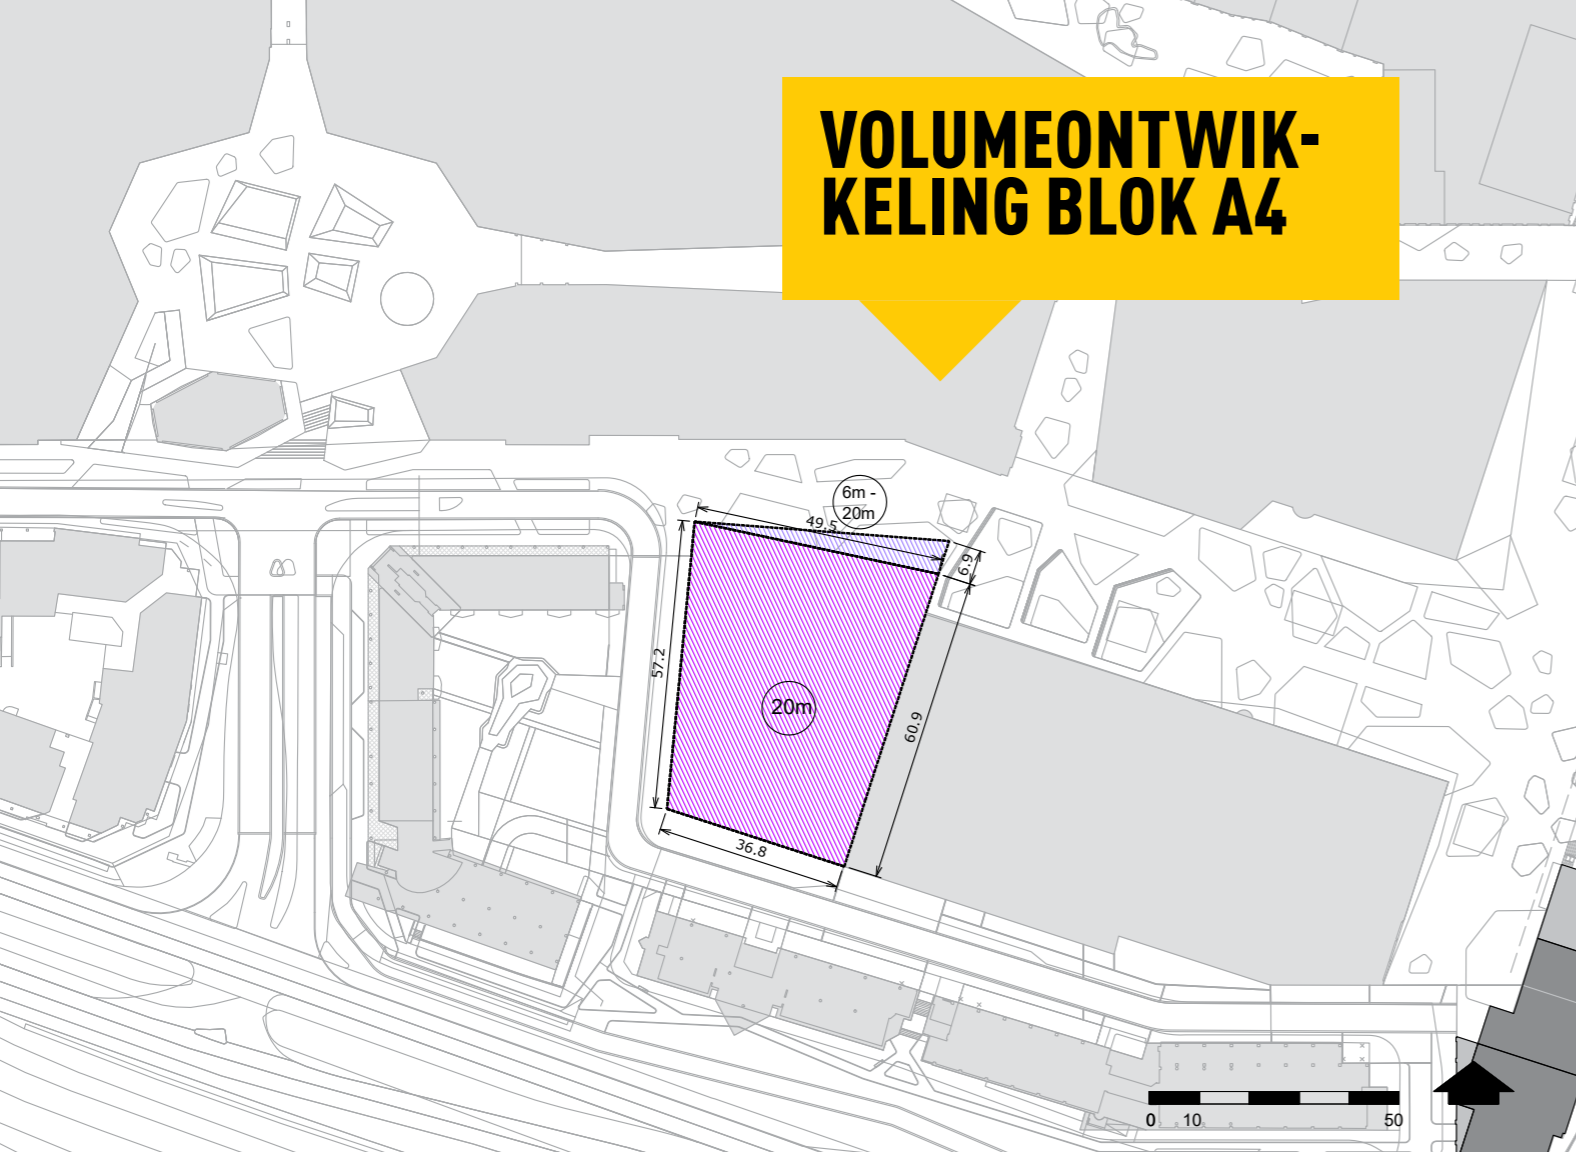 VOLUMEONTWIK-
KELING BLOK A4
6m -
20m
49.5
6.9
57.2
20m
60.9
36.8
0 10 50